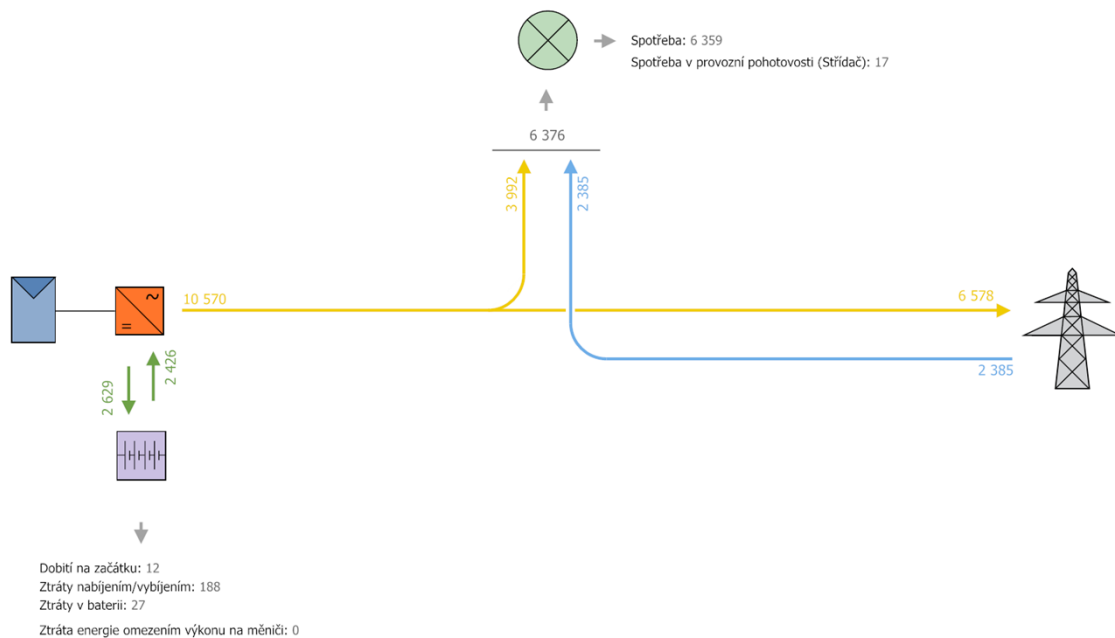 Spotřeba: 6 359
Spotřeba v provozní pohotovosti (Střídač): 17
6 376
3 992
2 385
10 570
6 578
2 385
2 629
2 426
Dobití na začátku: 12
Ztráty nabíjením/vybíjením: 188
Ztráty v baterii: 27
Ztráta energie omezením výkonu na měniči: 0